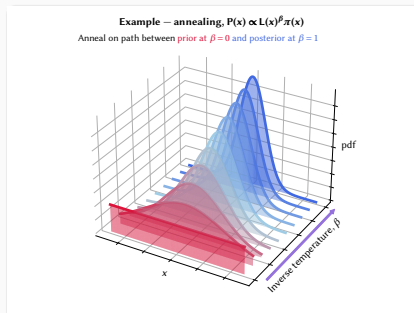 Example — annealing, P(x) ∝ L(x)^β π(x)
Anneal on path between prior at β = 0 and posterior at β = 1
pdf
x
Inverse temperature, β